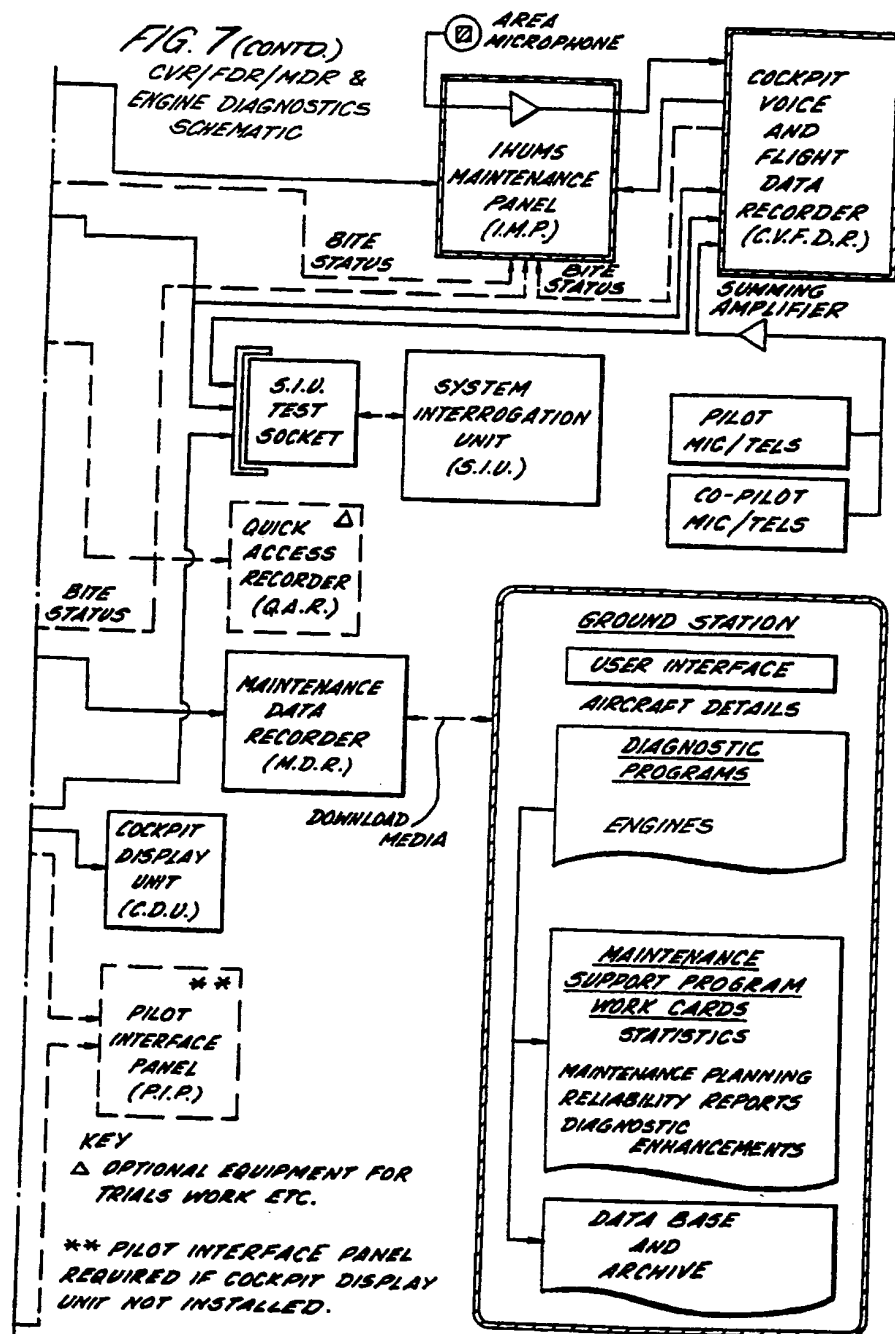 FIG. 7 (CONTD.)
CVR/FDR/MDR &
ENGINE DIAGNOSTICS
SCHEMATIC
AREA
MICROPHONE
IHUMS
MAINTENANCE
PANEL
(I.M.P.)
COCKPIT
VOICE
AND
FLIGHT
DATA
RECORDER
(C.V.F.D.R.)
BITE
STATUS
BITE
STATUS
SUMMING
AMPLIFIER
S.I.U.
TEST
SOCKET
SYSTEM
INTERROGATION
UNIT
(S.I.U.)
PILOT
MIC/TELS
CO-PILOT
MIC/TELS
Δ
QUICK
ACCESS
RECORDER
(Q.A.R.)
BITE
STATUS
MAINTENANCE
DATA
RECORDER
(M.D.R.)
DOWNLOAD
MEDIA
COCKPIT
DISPLAY
UNIT
(C.D.U.)
**
PILOT
INTERFACE
PANEL
(P.I.P.)
GROUND STATION
USER INTERFACE
AIRCRAFT DETAILS
DIAGNOSTIC
PROGRAMS
ENGINES
MAINTENANCE
SUPPORT PROGRAM
WORK CARDS
STATISTICS
MAINTENANCE PLANNING
RELIABILITY REPORTS
DIAGNOSTIC
ENHANCEMENTS
DATA BASE
AND
ARCHIVE
KEY
Δ OPTIONAL EQUIPMENT FOR
TRIALS WORK ETC.
** PILOT INTERFACE PANEL
REQUIRED IF COCKPIT DISPLAY
UNIT NOT INSTALLED.